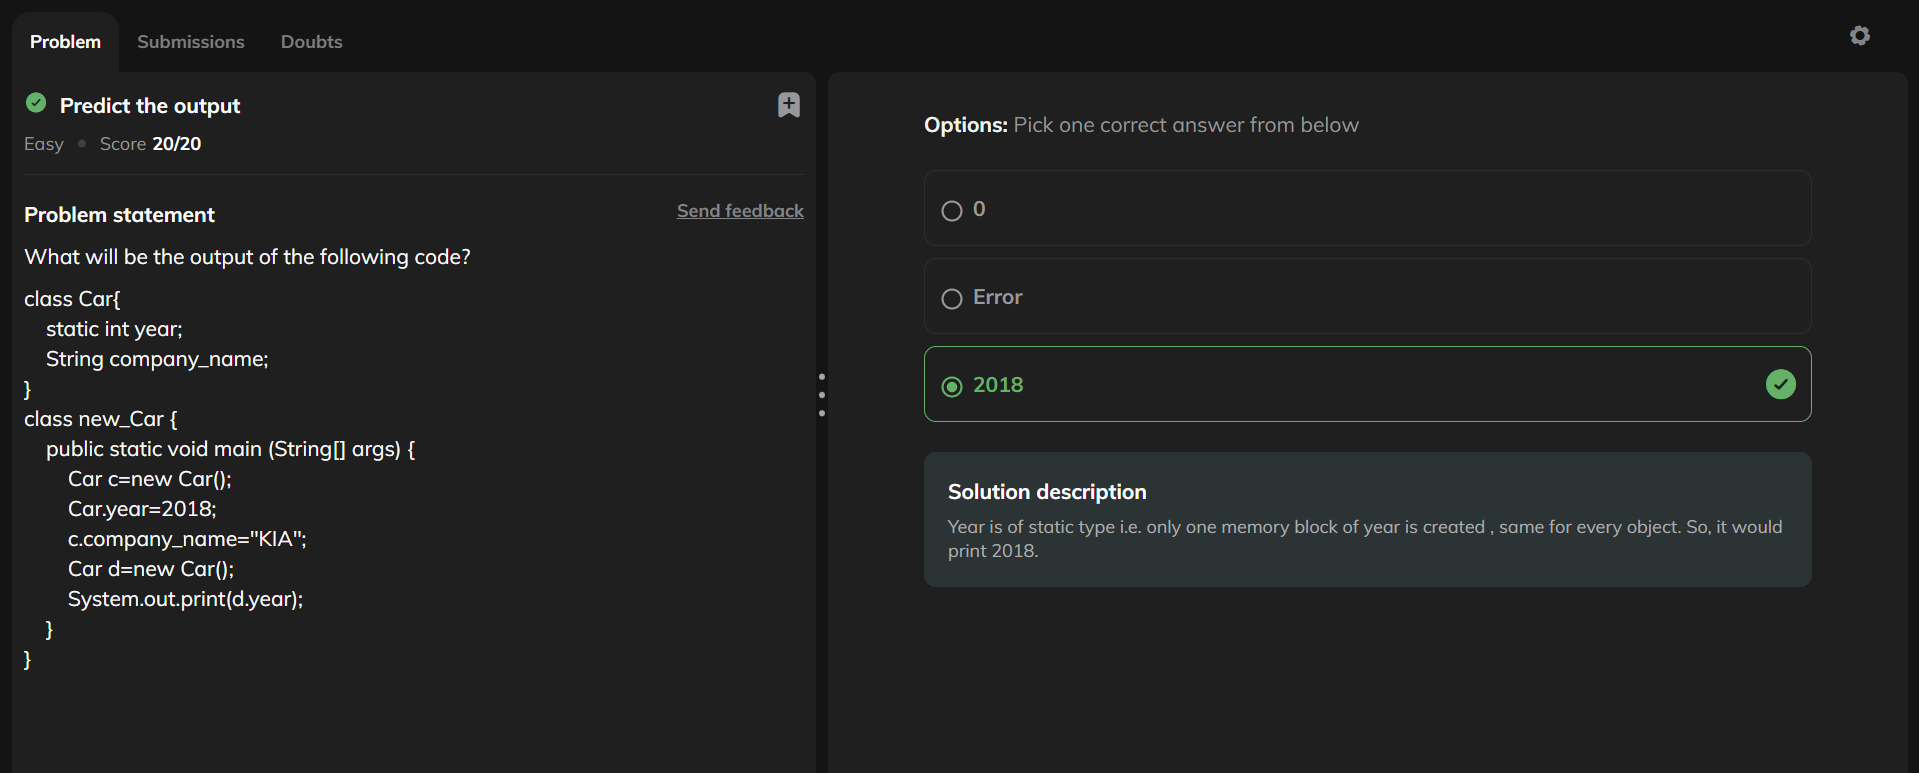 Problem
Submissions
Doubts
Predict the output
Easy Score 20/20
Problem statement
Send feedback
What will be the output of the following code?
class Car{
    static int year;
    String company_name;
}
class new_Car {
    public static void main (String[] args) {
        Car c=new Car();
        Car.year=2018;
        c.company_name="KIA";
        Car d=new Car();
        System.out.print(d.year);
    }
}
Options: Pick one correct answer from below
0
Error
2018
Solution description
Year is of static type i.e. only one memory block of year is created , same for every object. So, it would
print 2018.